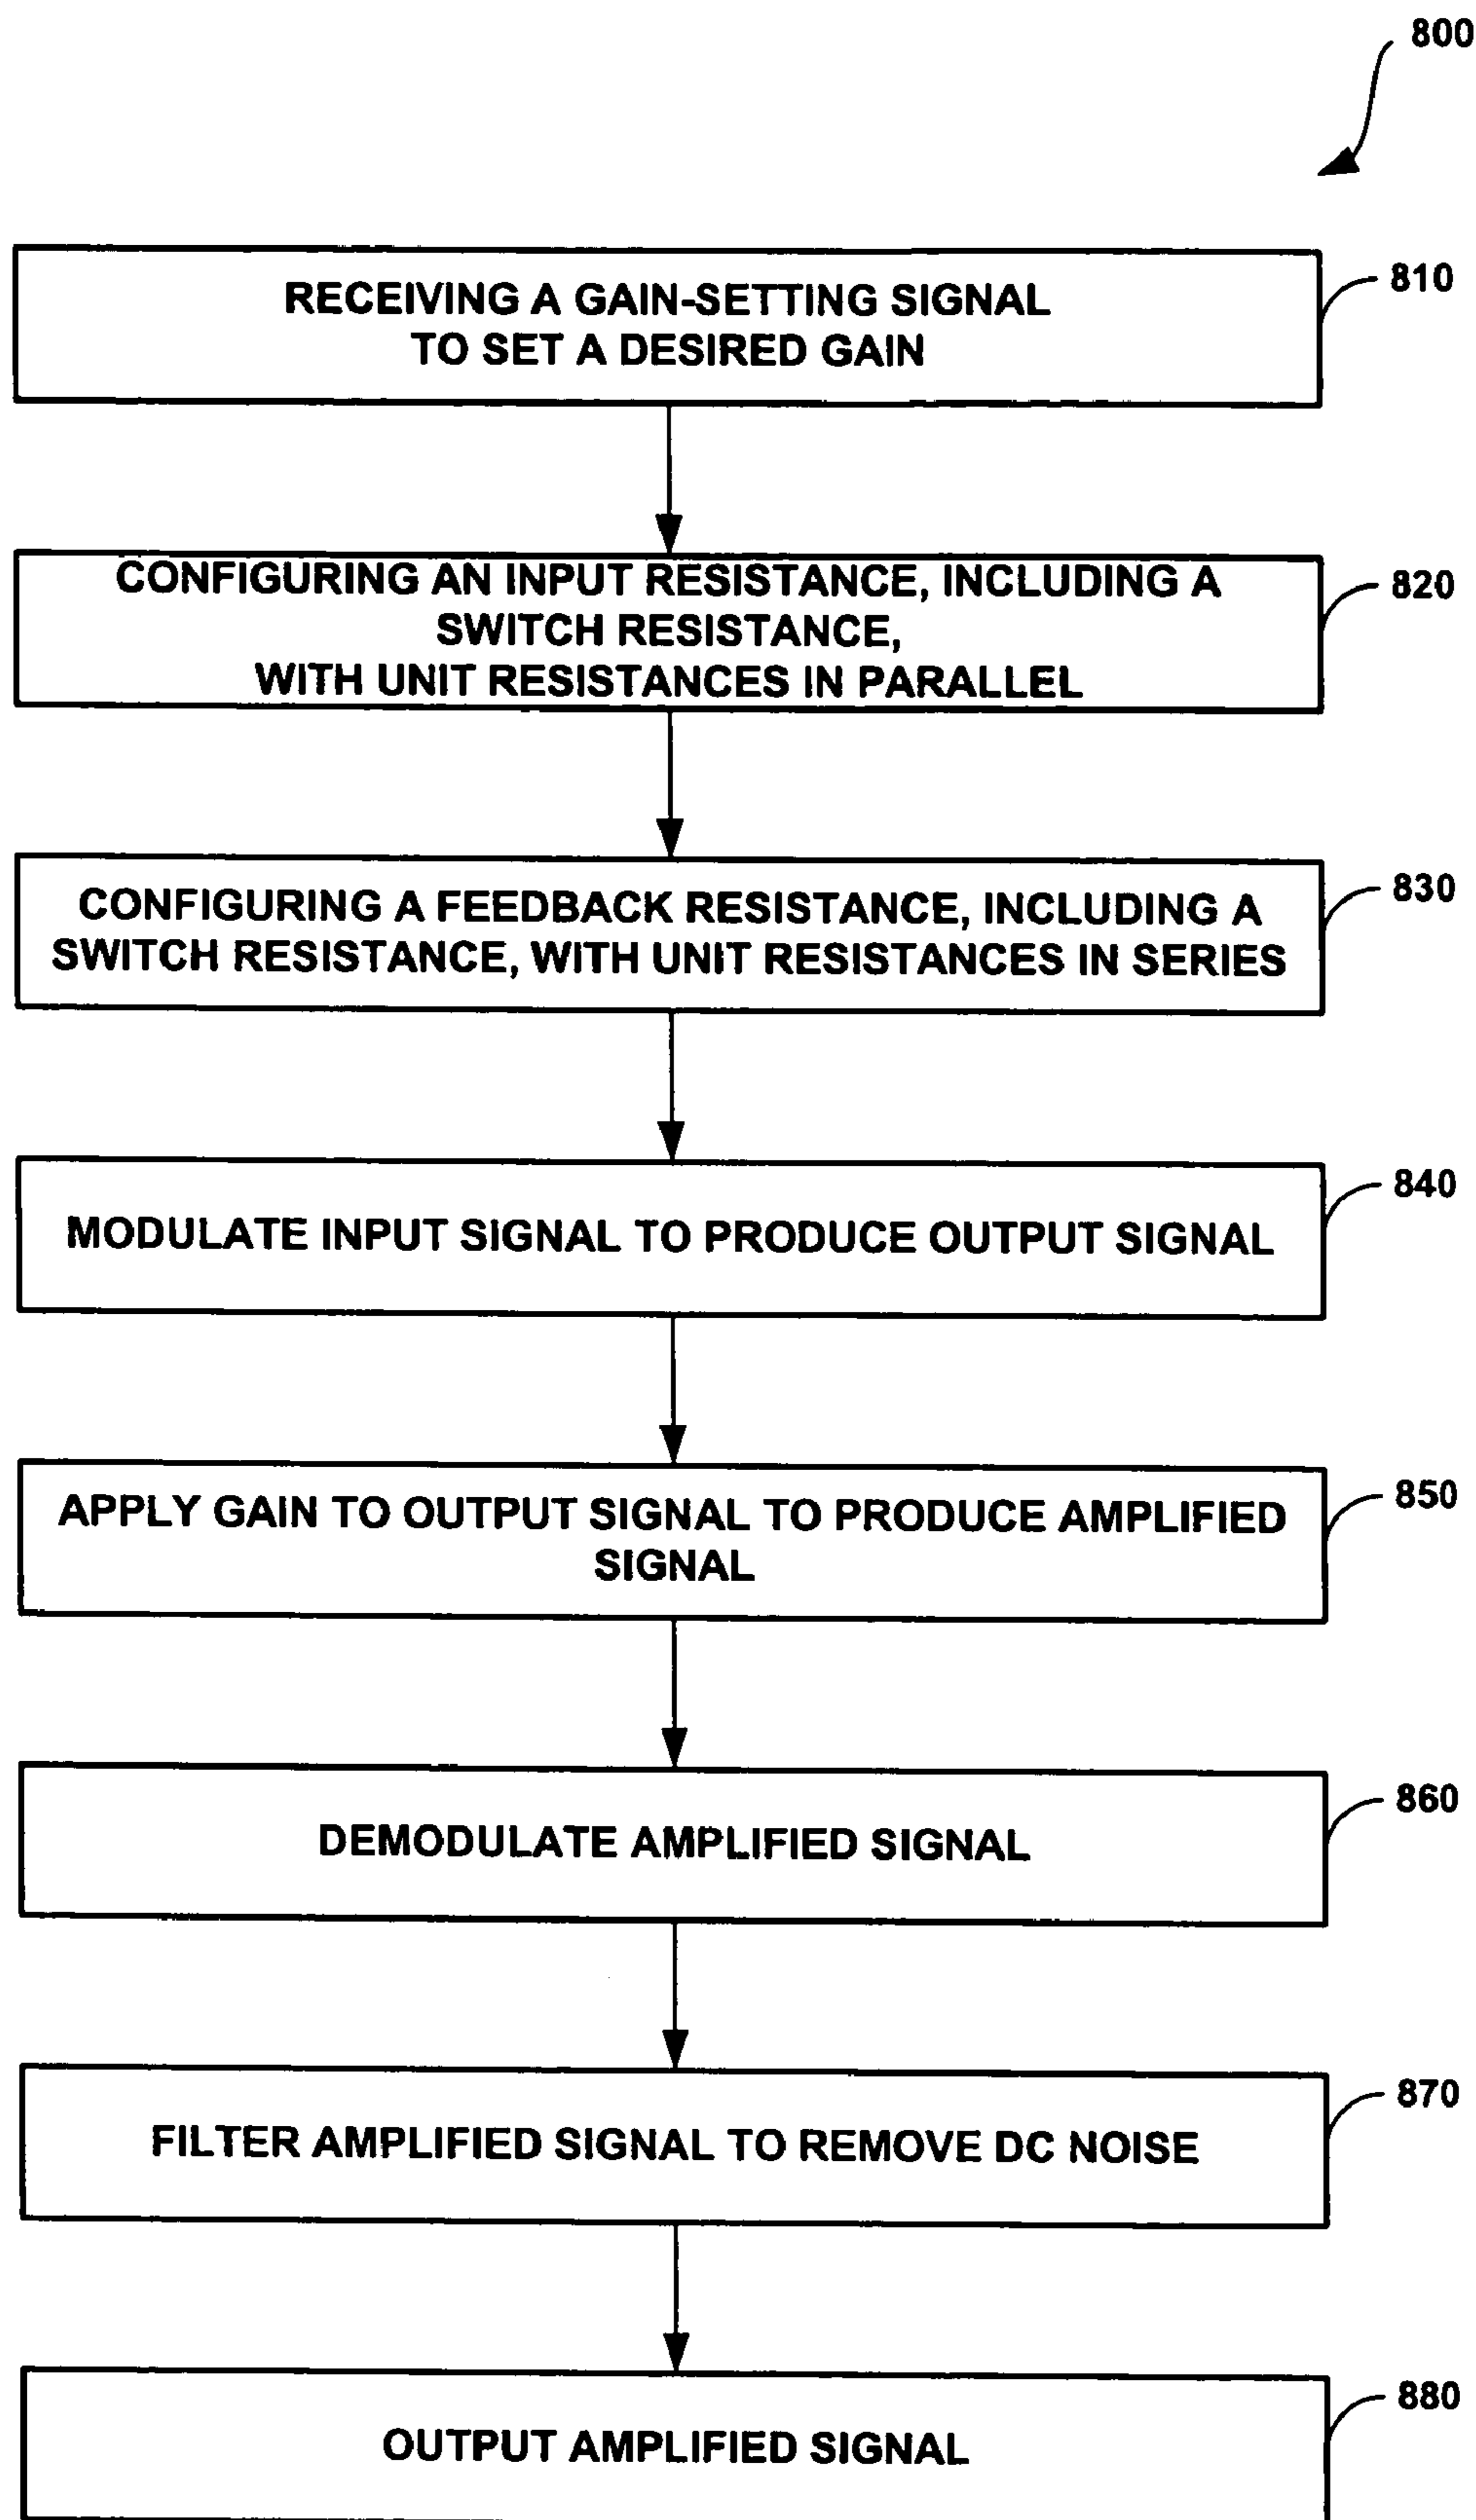 800
RECEIVING A GAIN-SETTING SIGNAL
TO SET A DESIRED GAIN
810
CONFIGURING AN INPUT RESISTANCE, INCLUDING A
SWITCH RESISTANCE,
WITH UNIT RESISTANCES IN PARALLEL
820
CONFIGURING A FEEDBACK RESISTANCE, INCLUDING A
SWITCH RESISTANCE, WITH UNIT RESISTANCES IN SERIES
830
MODULATE INPUT SIGNAL TO PRODUCE OUTPUT SIGNAL
840
APPLY GAIN TO OUTPUT SIGNAL TO PRODUCE AMPLIFIED
SIGNAL
850
DEMODULATE AMPLIFIED SIGNAL
860
FILTER AMPLIFIED SIGNAL TO REMOVE DC NOISE
870
OUTPUT AMPLIFIED SIGNAL
880